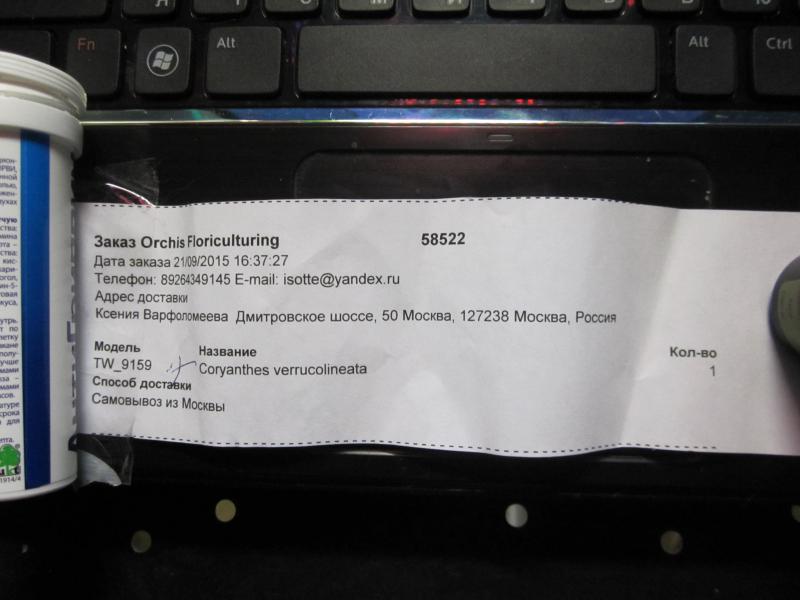 Fn
Alt
Alt
Ctrl
Заказ Orchis Floriculturing 58522
Дата заказа 21/09/2015 16:37:27
Телефон: 89264349145 E-mail: isotte@yandex.ru
Адрес доставки
Ксения Варфоломеева Дмитровское шоссе, 50 Москва, 127238 Москва, Россия
Модель Название Кол-во
TW_9159 Coryanthes verrucolineata 1
Способ доставки
Самовывоз из Москвы